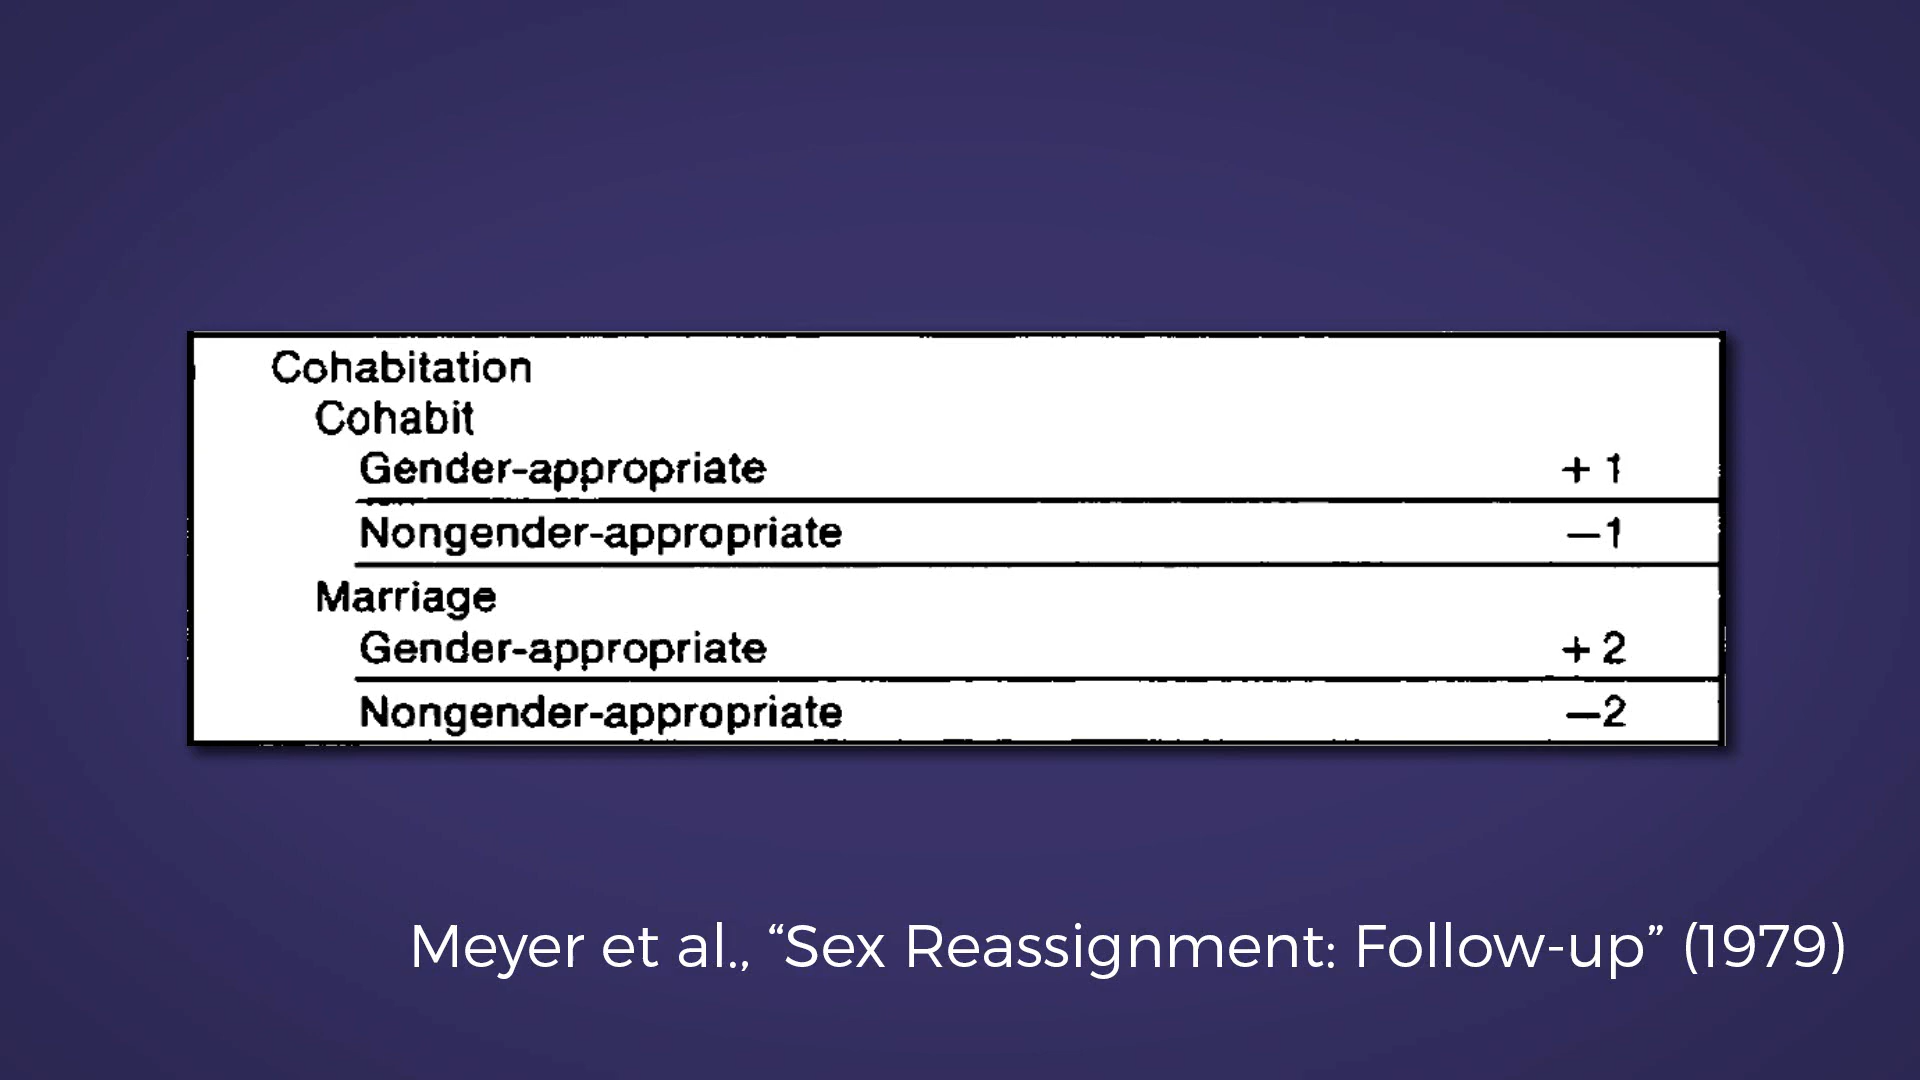 Cohabitation
Cohabit
Gender-appropriate +1
Nongender-appropriate —1
Marriage
Gender-appropriate +2
Nongender-appropriate —2
Meyer et al., “Sex Reassignment: Follow-up” (1979)